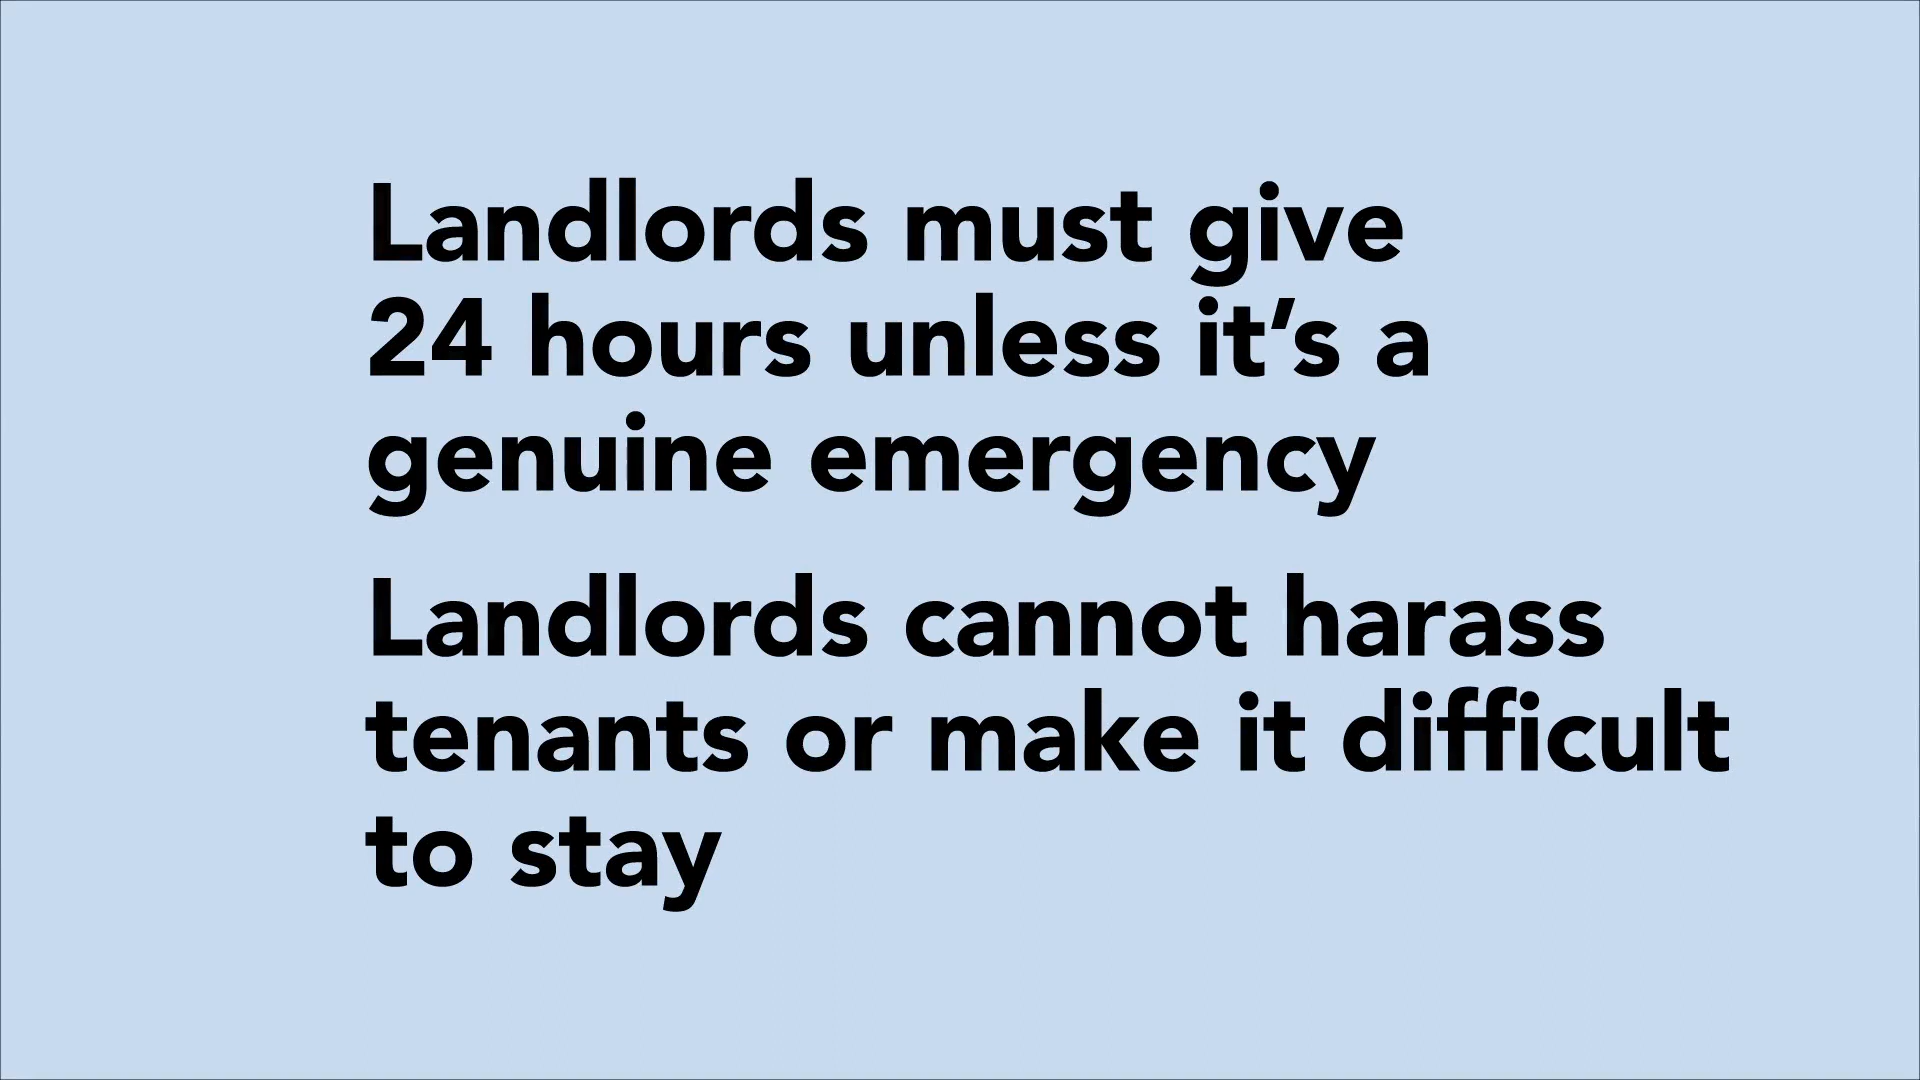 Landlords must give
24 hours unless it’s a
genuine emergency
Landlords cannot harass
tenants or make it difficult
to stay